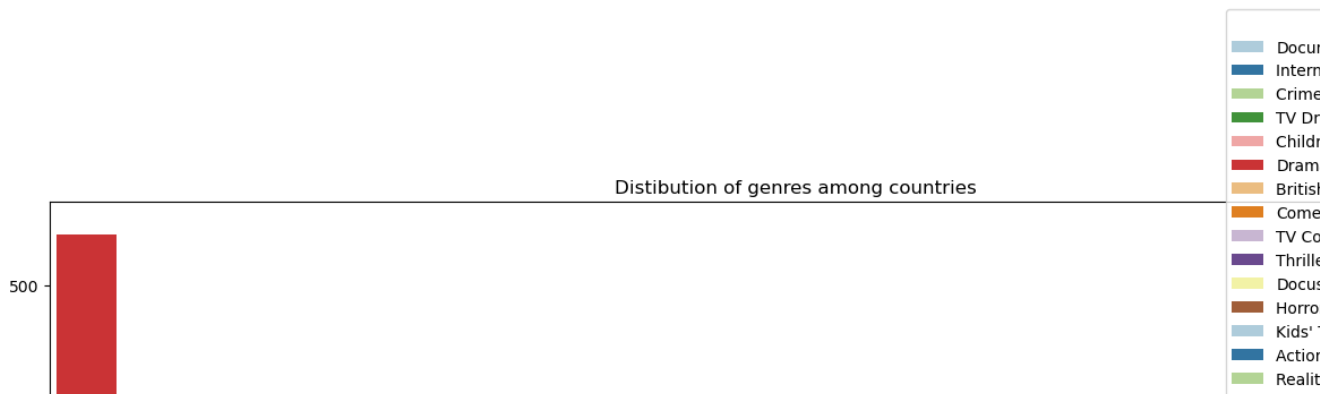 Distibution of genres among countries
500
Docu
Intern
Crime
TV Dr
Childr
Dram
British
Come
TV Co
Thrille
Docus
Horro
Kids' T
Action
Realit